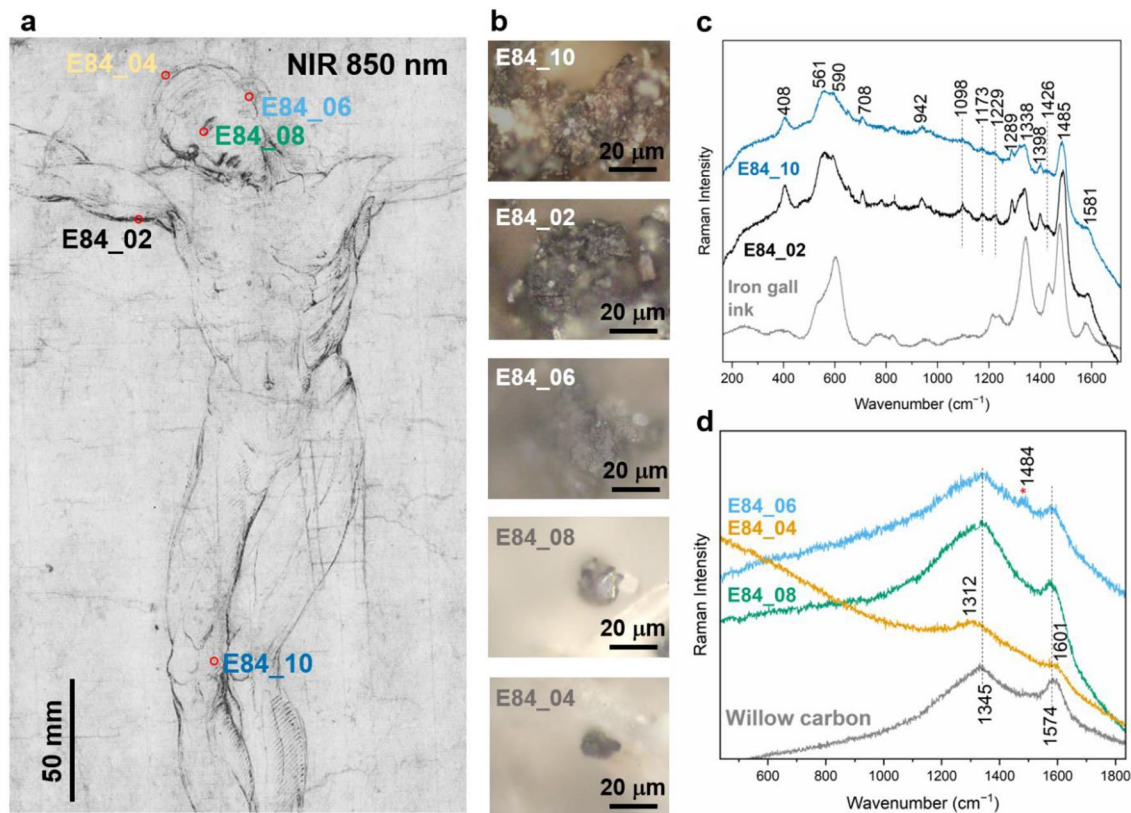 a
NIR 850 nm
E84_04
E84_06
E84_08
E84_02
E84_10
50 mm
b
E84_10
20 μm
E84_02
20 μm
E84_06
20 μm
E84_08
20 μm
E84_04
20 μm
c
408
561
590
708
942
1098
1173
1229
1289
1338
1398
1426
1485
1581
E84_10
E84_02
Iron gall
ink
Raman Intensity
200 400 600 800 1000 1200 1400 1600
Wavenumber (cm⁻¹)
d
*1484
E84_06
E84_04
E84_08
1312
1601
1345
1574
Willow carbon
Raman Intensity
600 800 1000 1200 1400 1600 1800
Wavenumber (cm⁻¹)